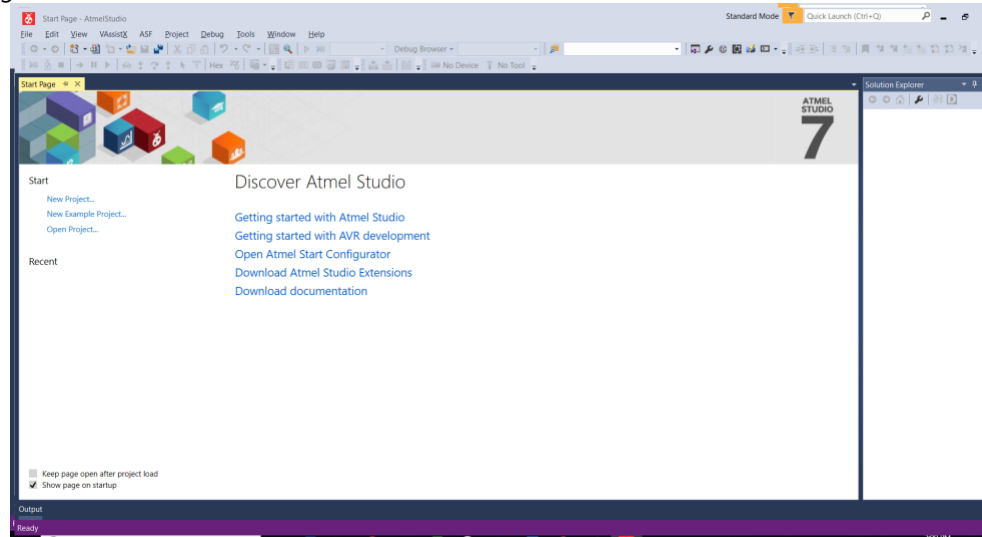 Start Page - AtmelStudio
Standard Mode
Quick Launch (Ctrl+Q)
File Edit View VAssistX ASF Project Debug Tools Window Help
Debug Browser
Hex
No Device
No Tool
Start Page
Solution Explorer
ATMEL
STUDIO
7
Start
New Project...
New Example Project...
Open Project...
Recent
Discover Atmel Studio
Getting started with Atmel Studio
Getting started with AVR development
Open Atmel Start Configurator
Download Atmel Studio Extensions
Download documentation
Keep page open after project load
Show page on startup
Output
Ready